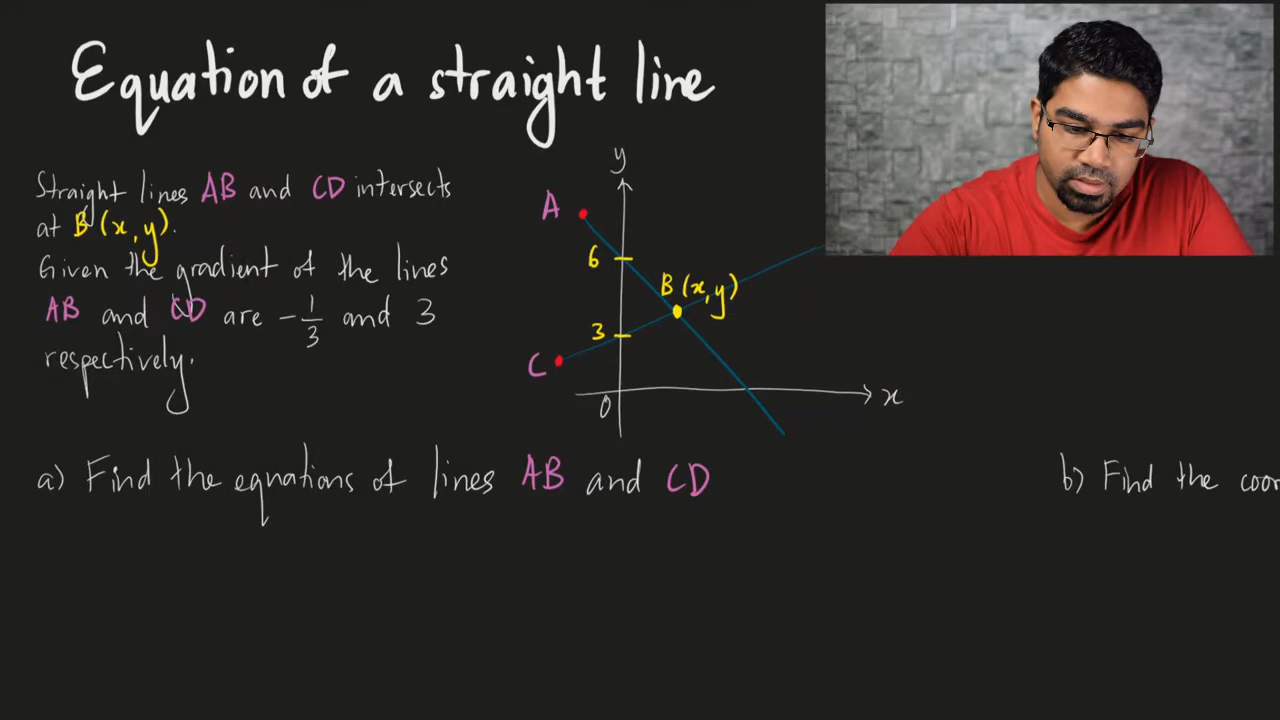 Equation of a straight line
Straight lines AB and CD intersects
at B (x, y).
Given the gradient of the lines
AB and CD are -1/3 and 3
respectively.
y
A
6
B (x, y)
3
C
0
x
a) Find the equations of lines AB and CD
b) Find the coor